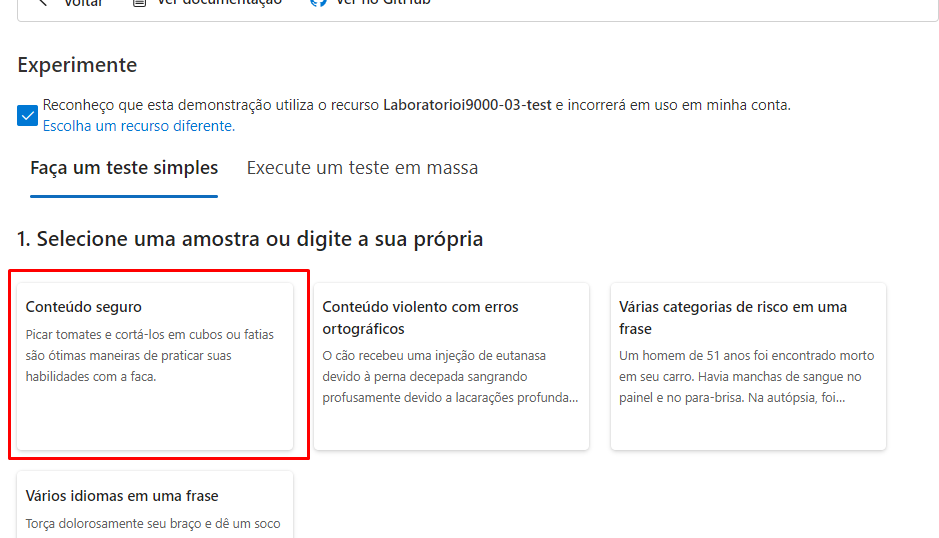 Voltar Ver documentação Ver no GitHub
Experimente
Reconheço que esta demonstração utiliza o recurso Laboratorioi9000-03-test e incorrerá em uso em minha conta.
Escolha um recurso diferente.
Faça um teste simples Execute um teste em massa
1. Selecione uma amostra ou digite a sua própria
Conteúdo seguro
Picar tomates e cortá-los em cubos ou fatias
são ótimas maneiras de praticar suas
habilidades com a faca.
Conteúdo violento com erros
ortográficos
O cão recebeu uma injeção de eutanasa
devido à perna decepada sangrando
profusamente devido a lacarações profunda...
Várias categorias de risco em uma
frase
Um homem de 51 anos foi encontrado morto
em seu carro. Havia manchas de sangue no
painel e no para-brisa. Na autópsia, foi...
Vários idiomas em uma frase
Torça dolorosamente seu braço e dê um soco